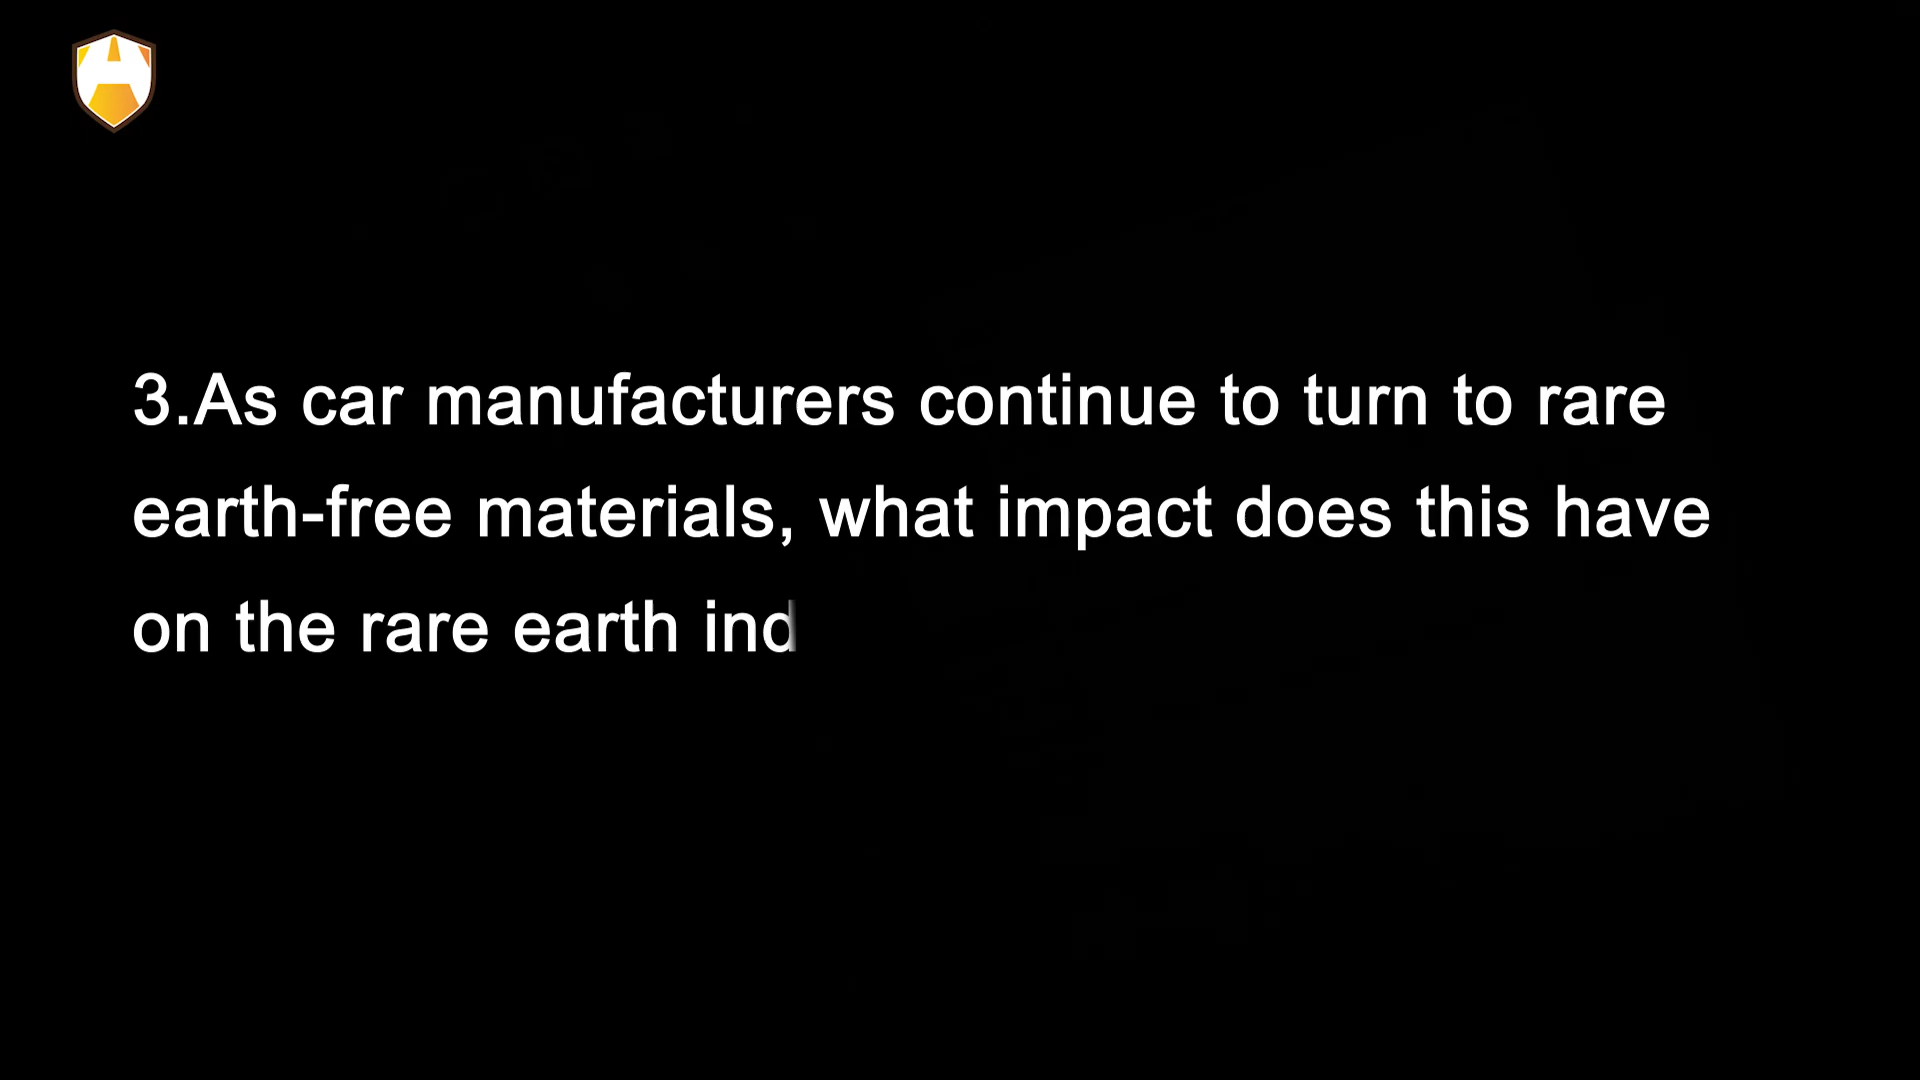 3.As car manufacturers continue to turn to rare
earth-free materials, what impact does this have
on the rare earth ind